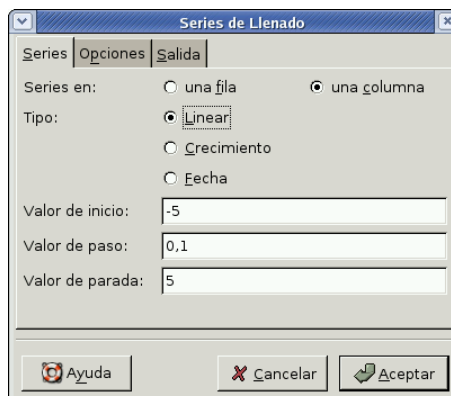 Series de Llenado
Series Opciones Salida
Series en: una fila una columna
Tipo: Linear
Crecimiento
Fecha
Valor de inicio: -5
Valor de paso: 0,1
Valor de parada: 5
Ayuda Cancelar Aceptar